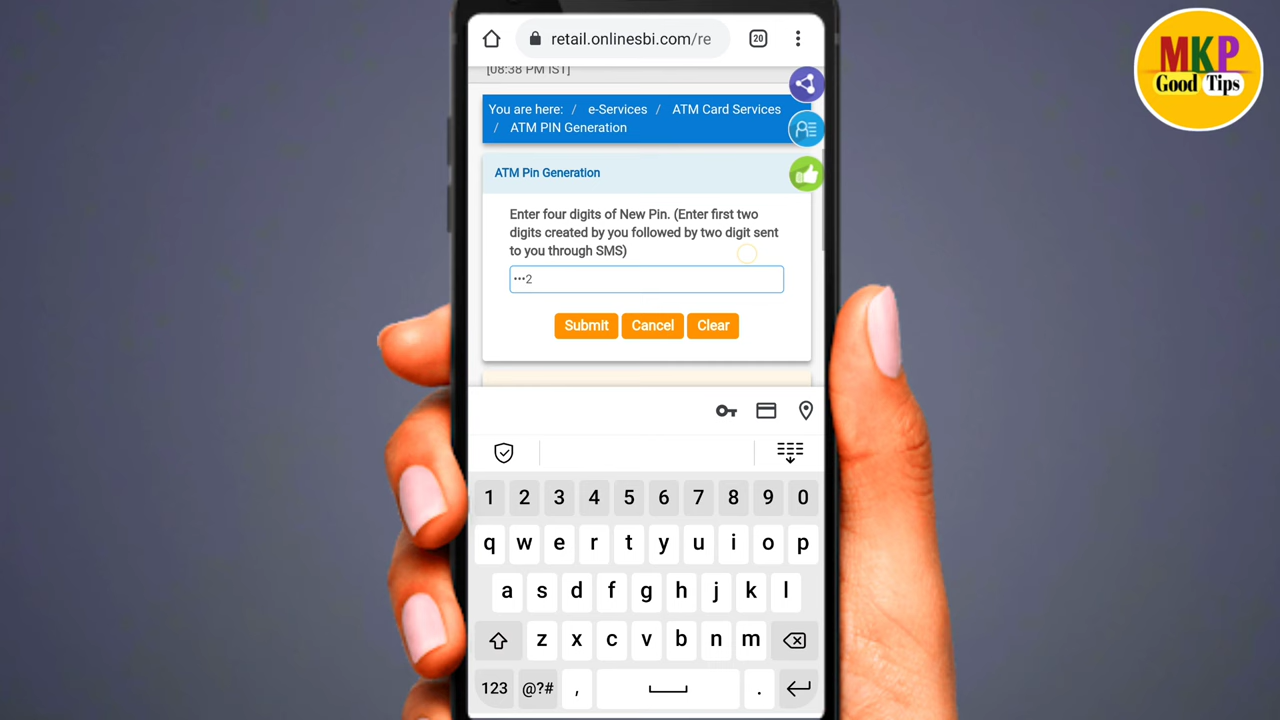 retail.onlinesbi.com/re
20
[08:38 PM IST]
You are here: / e-Services / ATM Card Services
/ ATM PIN Generation
ATM Pin Generation
Enter four digits of New Pin. (Enter first two
digits created by you followed by two digit sent
to you through SMS)
•••2
Submit Cancel Clear
1 2 3 4 5 6 7 8 9 0
q w e r t y u i o p
a s d f g h j k l
z x c v b n m
123 @?# , .
MKP
Good Tips